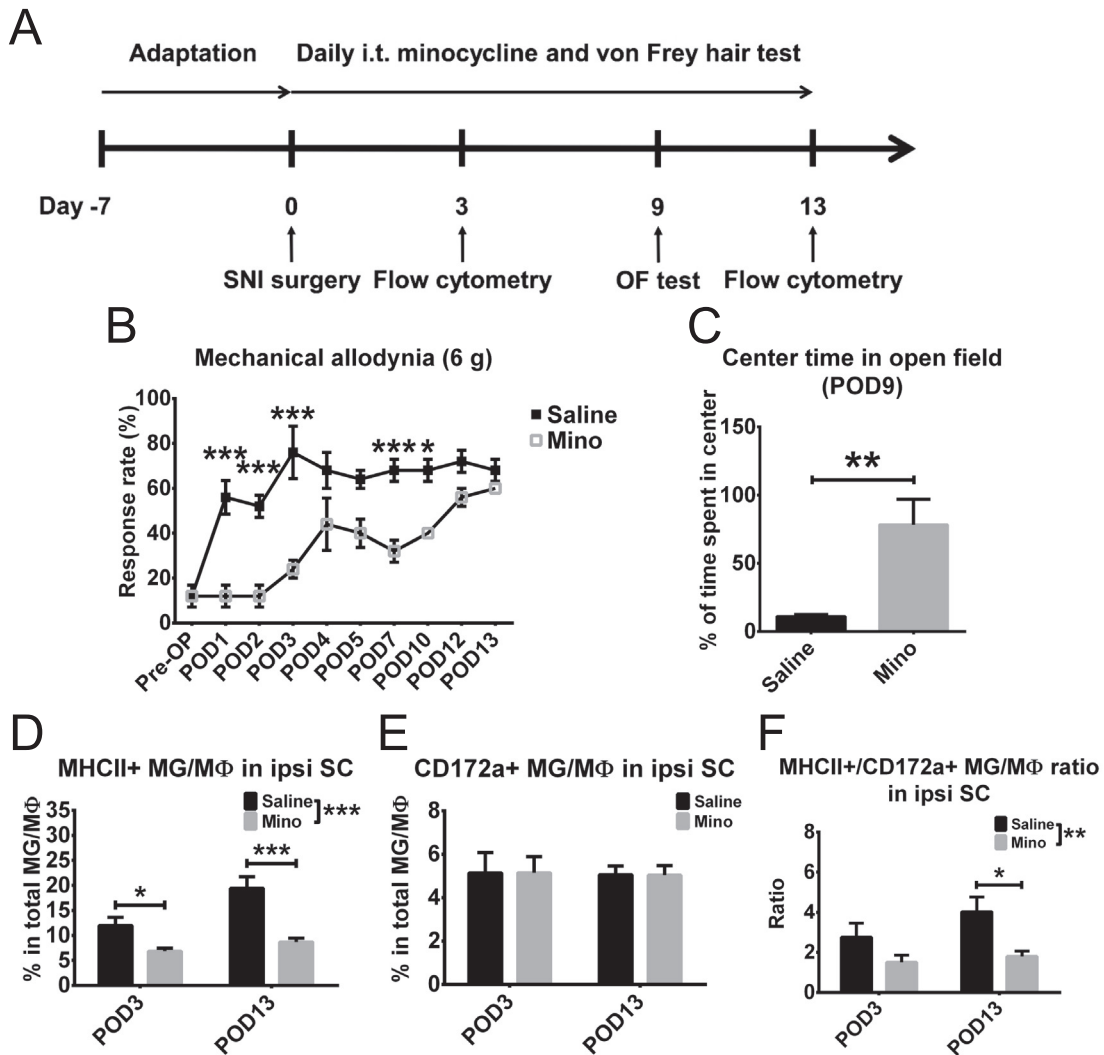 A
Adaptation Daily i.t. minocycline and von Frey hair test
Day -7 0 3 9 13
SNI surgery Flow cytometry OF test Flow cytometry
B
Mechanical allodynia (6 g)
Response rate (%)
100
80
60
40
20
0
*** *** *** *** *
Saline
Mino
Pre-OP POD1 POD2 POD3 POD4 POD5 POD7 POD10 POD12 POD13
C
Center time in open field
(POD9)
% of time spent in center
150
100
50
0
**
Saline Mino
D
MHCII+ MG/MΦ in ipsi SC
% in total MG/MΦ
35
30
25
20
15
10
5
0
Saline
Mino
***
* ***
POD3 POD13
E
CD172a+ MG/MΦ in ipsi SC
% in total MG/MΦ
8
6
4
2
0
Saline
Mino
POD3 POD13
F
MHCII+/CD172a+ MG/MΦ ratio
in ipsi SC
Ratio
8
6
4
2
0
Saline
Mino
**
*
POD3 POD13